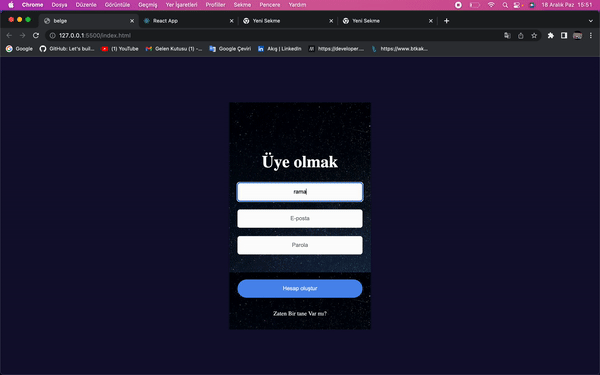 Chrome Dosya Düzenle Görüntüle Geçmiş Yer İşaretleri Profiller Sekme Pencere Yardım 18 Aralık Paz 15:51
belge React App Yeni Sekme Yeni Sekme
127.0.0.1:5500/index.html
Google GitHub: Let's buil... (1) YouTube Gelen Kutusu (1) -... Google Çeviri Akış | LinkedIn https://developer.... https://www.btkak...
Üye olmak
rama
E-posta
Parola
Hesap oluştur
Zaten Bir tane Var mı?